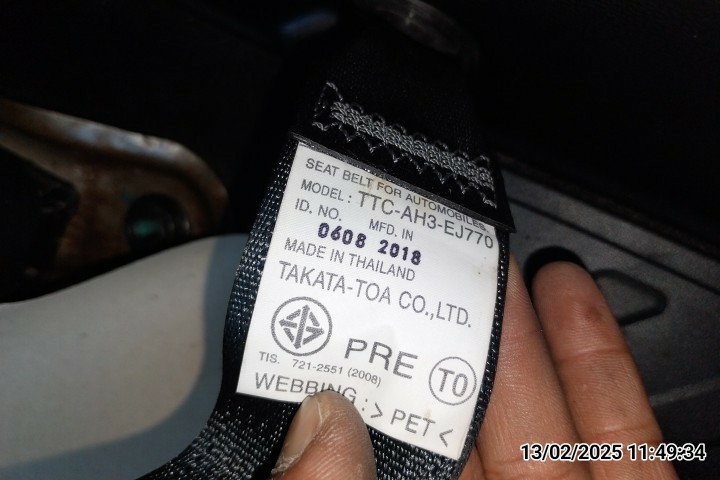 SEAT BELT FOR AUTOMOBILES.
MODEL : TTC-AH3-EJ770
ID. NO. MFD. IN
0608 2018
MADE IN THAILAND
TAKATA-TOA CO.,LTD.
PRE TO
TIS. 721-2551 (2008)
WEBBING : > PET <
13/02/2025 11:49:34